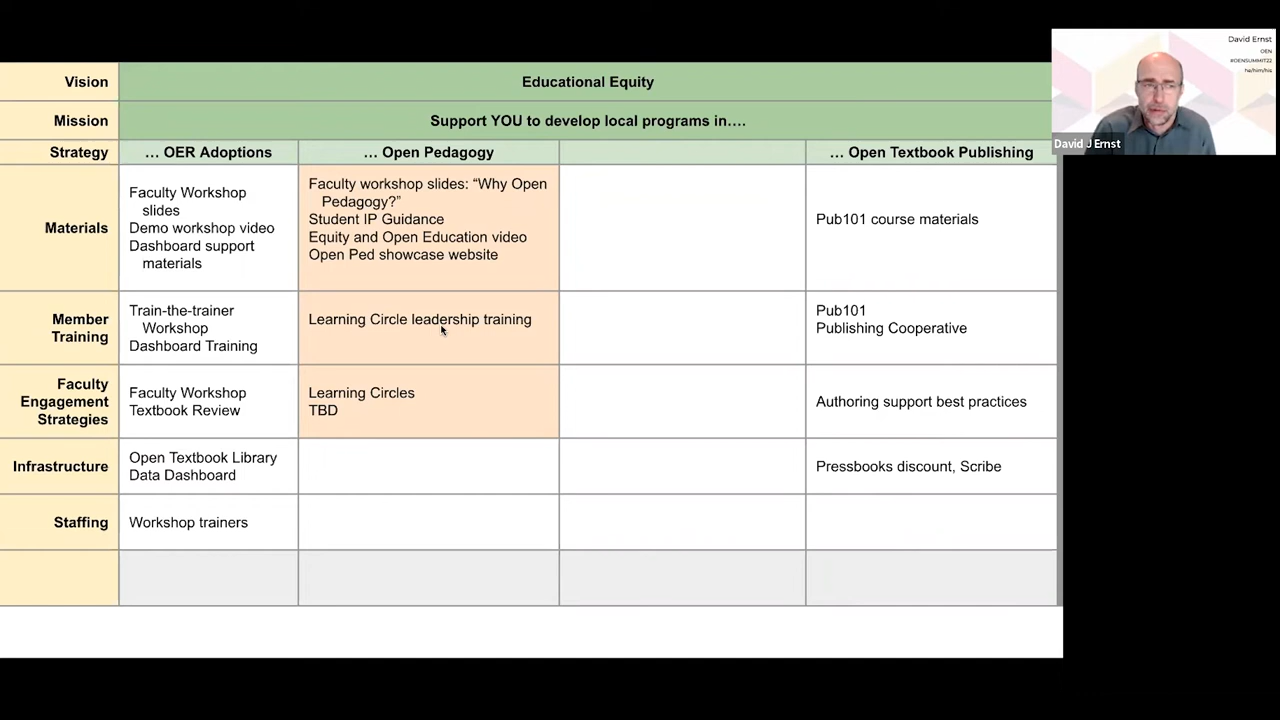 David Ernst
OEN
#OENSUMMIT22
he/him/his
David J Ernst
Vision
Educational Equity
Mission
Support YOU to develop local programs in....
Strategy
... OER Adoptions
... Open Pedagogy
... Open Textbook Publishing
Materials
Faculty Workshop
slides
Demo workshop video
Dashboard support
materials
Faculty workshop slides: “Why Open
Pedagogy?”
Student IP Guidance
Equity and Open Education video
Open Ped showcase website
Pub101 course materials
Member
Training
Train-the-trainer
Workshop
Dashboard Training
Learning Circle leadership training
Pub101
Publishing Cooperative
Faculty
Engagement
Strategies
Faculty Workshop
Textbook Review
Learning Circles
TBD
Authoring support best practices
Infrastructure
Open Textbook Library
Data Dashboard
Pressbooks discount, Scribe
Staffing
Workshop trainers